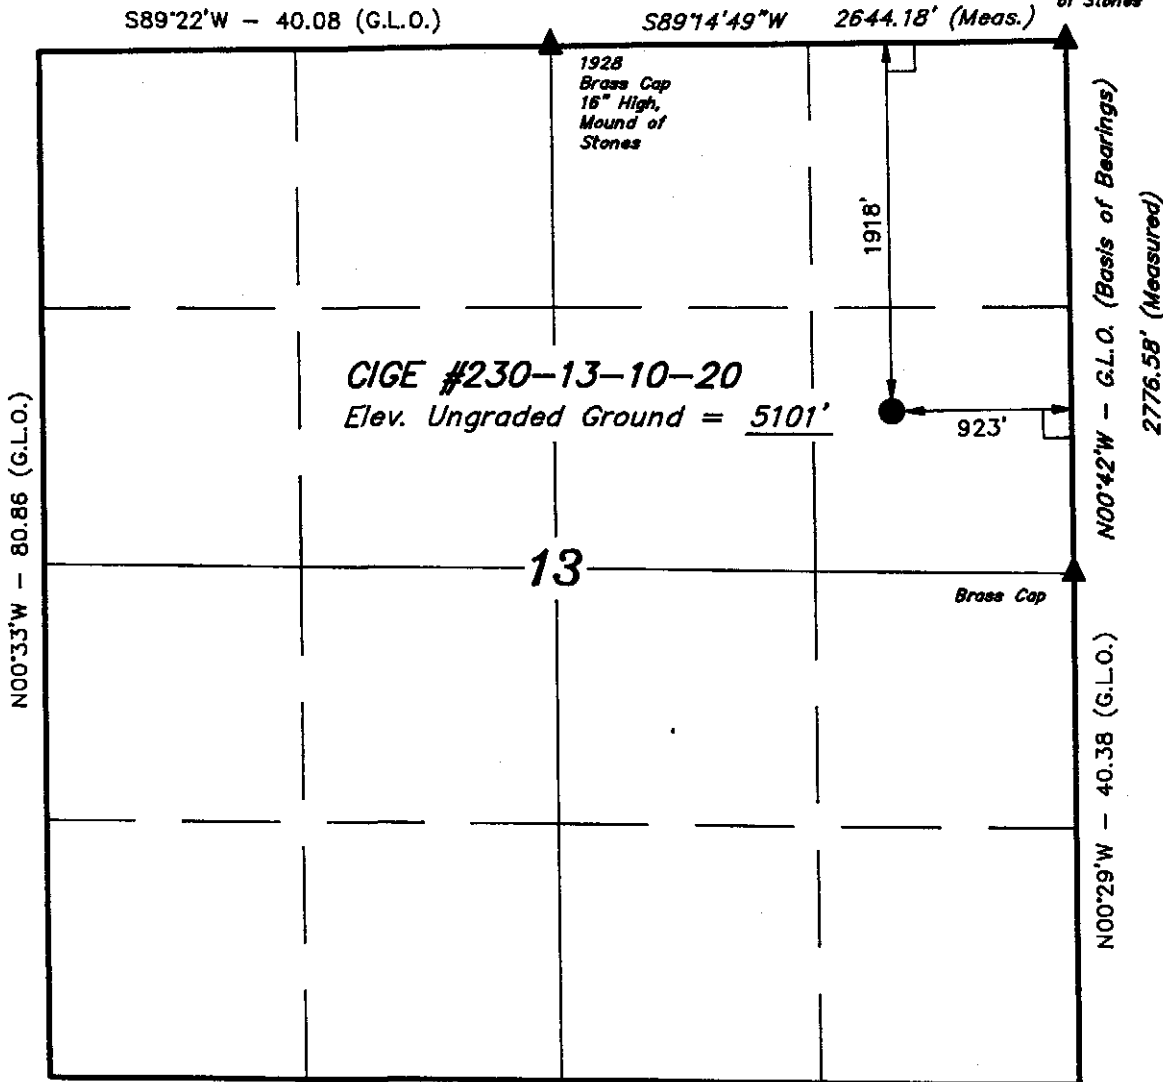 of Stones
S89°22'W – 40.08 (G.L.O.)
S89°14'49"W 2644.18' (Meas.)
1928
Brass Cap
16" High,
Mound of
Stones
N00°42'W – G.L.O. (Basis of Bearings)
2776.58' (Measured)
1918'
CIGE #230-13-10-20
Elev. Ungraded Ground = 5101'
923'
N00°33'W – 80.86 (G.L.O.)
13
Brass Cap
N00°29'W – 40.38 (G.L.O.)